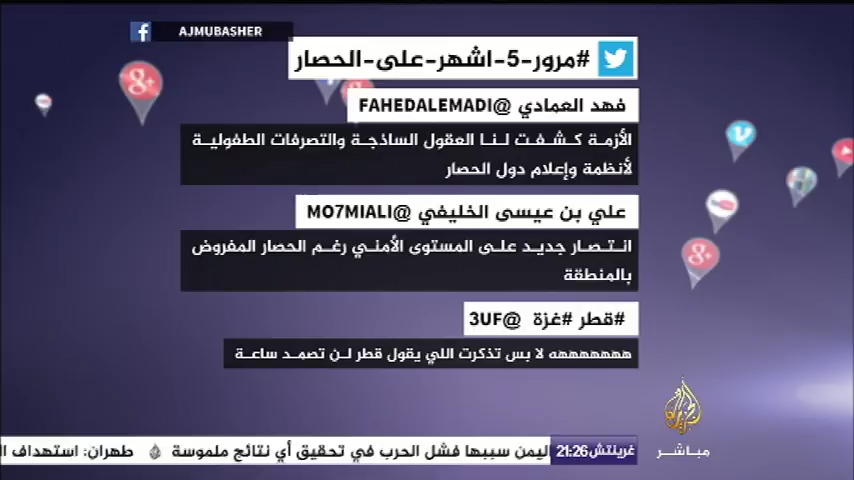 AJMUBASHER
#مرور-5-اشهر-على-الحصار
فهد العمادي @FAHEDALEMADI
الأزمة كشفت لنا العقول الساذجة والتصرفات الطفولية
لأنظمة وإعلام دول الحصار
علي بن عيسى الخليفي @MO7MIALI
انتصار جديد على المستوى الأمني رغم الحصار المفروض
بالمنطقة
#قطر #غزة @3UF
ههههههههه لا بس تذكرت اللي يقول قطر لن تصمد ساعة
مباشر
غرينتش 21:26
اليمن سببها فشل الحرب في تحقيق أي نتائج ملموسة طهران: استهداف